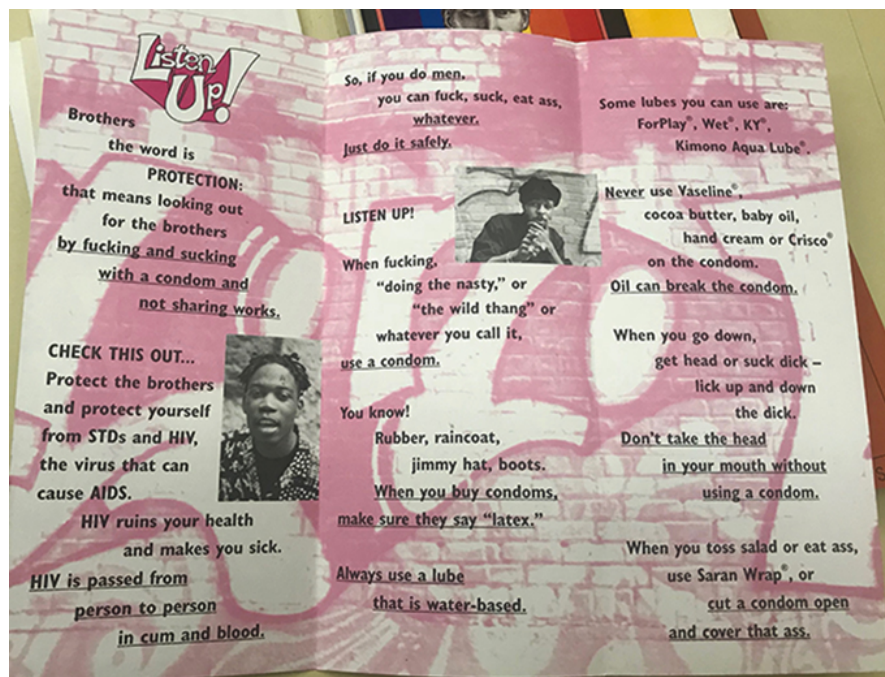 Listen
Up!
Brothers
the word is
PROTECTION:
that means looking out
for the brothers
by fucking and sucking
with a condom and
not sharing works.
CHECK THIS OUT...
Protect the brothers
and protect yourself
from STDs and HIV,
the virus that can
cause AIDS.
HIV ruins your health
and makes you sick.
HIV is passed from
person to person
in cum and blood.
So, if you do men,
you can fuck, suck, eat ass,
whatever.
Just do it safely.
LISTEN UP!
When fucking,
"doing the nasty," or
"the wild thang" or
whatever you call it,
use a condom.
You know!
Rubber, raincoat,
jimmy hat, boots.
When you buy condoms,
make sure they say "latex."
Always use a lube
that is water-based.
Some lubes you can use are:
ForPlay®, Wet®, KY®,
Kimono Aqua Lube®.
Never use Vaseline®,
cocoa butter, baby oil,
hand cream or Crisco®
on the condom.
Oil can break the condom.
When you go down,
get head or suck dick –
lick up and down
the dick.
Don't take the head
in your mouth without
using a condom.
When you toss salad or eat ass,
use Saran Wrap®, or
cut a condom open
and cover that ass.